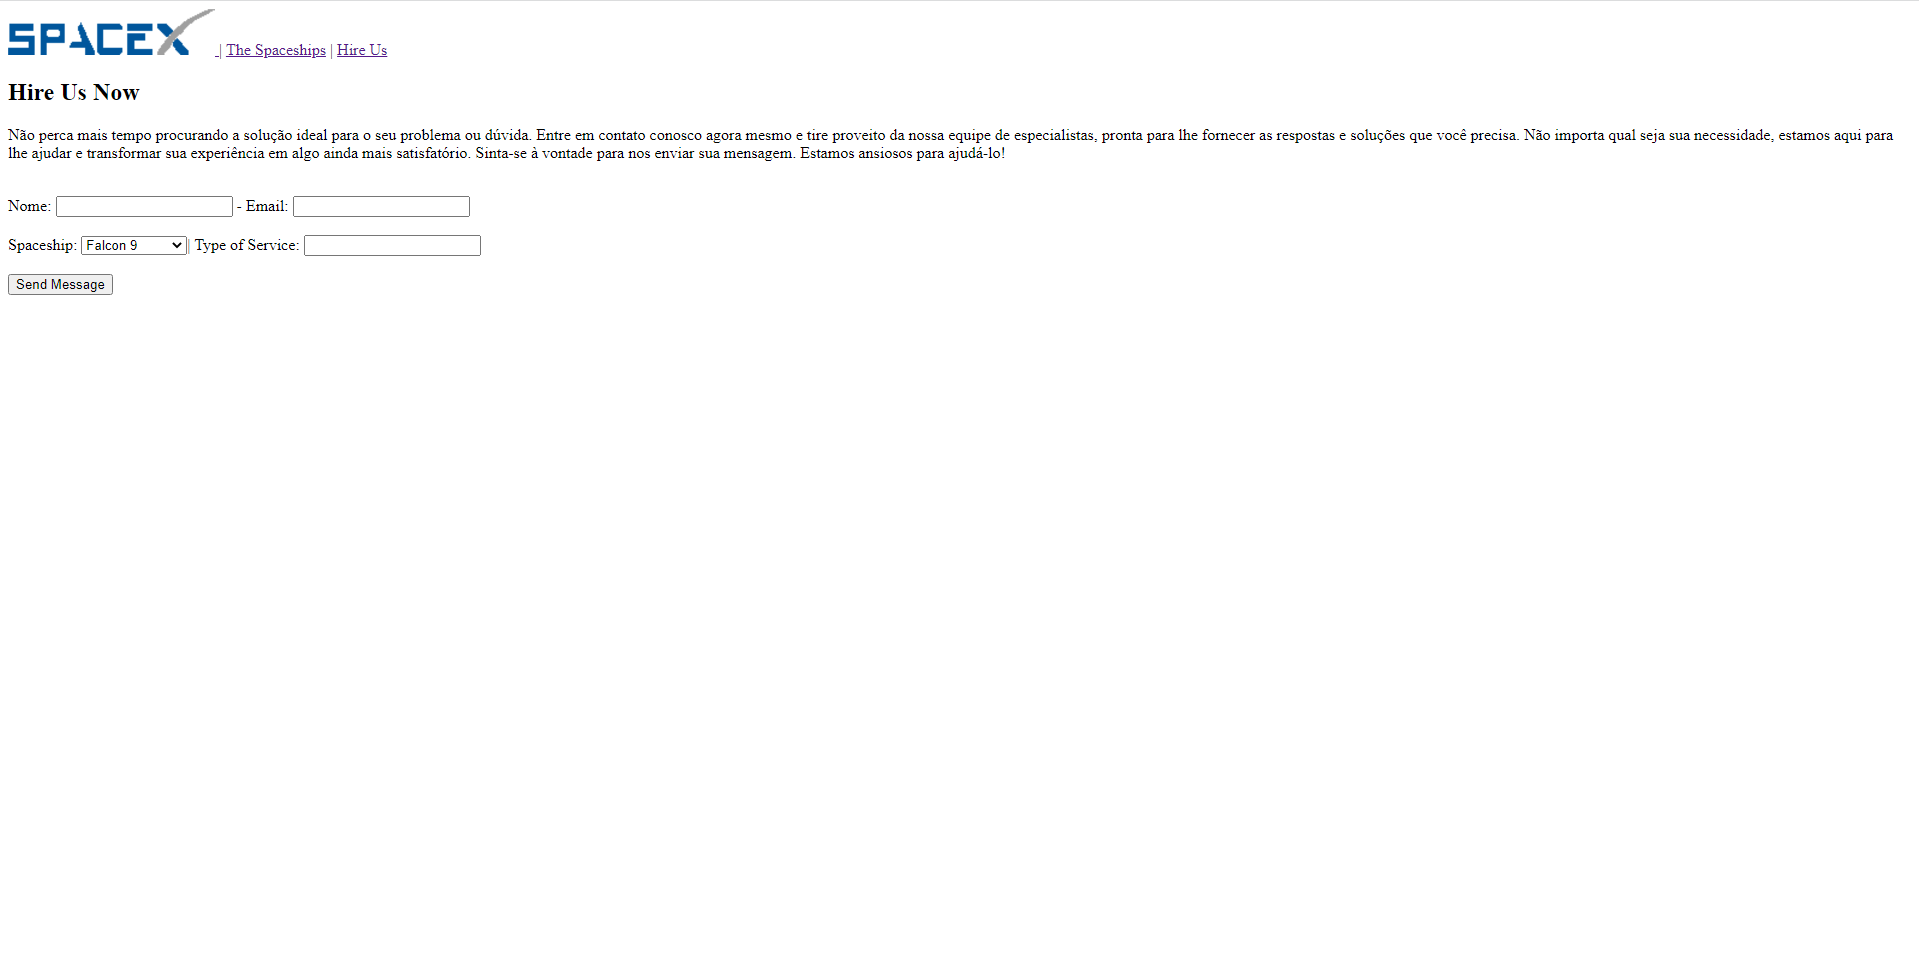 SPACEX | The Spaceships | Hire Us
Hire Us Now
Não perca mais tempo procurando a solução ideal para o seu problema ou dúvida. Entre em contato conosco agora mesmo e tire proveito da nossa equipe de especialistas, pronta para lhe fornecer as respostas e soluções que você precisa. Não importa qual seja sua necessidade, estamos aqui para
lhe ajudar e transformar sua experiência em algo ainda mais satisfatório. Sinta-se à vontade para nos enviar sua mensagem. Estamos ansiosos para ajudá-lo!
Nome: - Email:
Spaceship: Falcon 9 | Type of Service:
Send Message